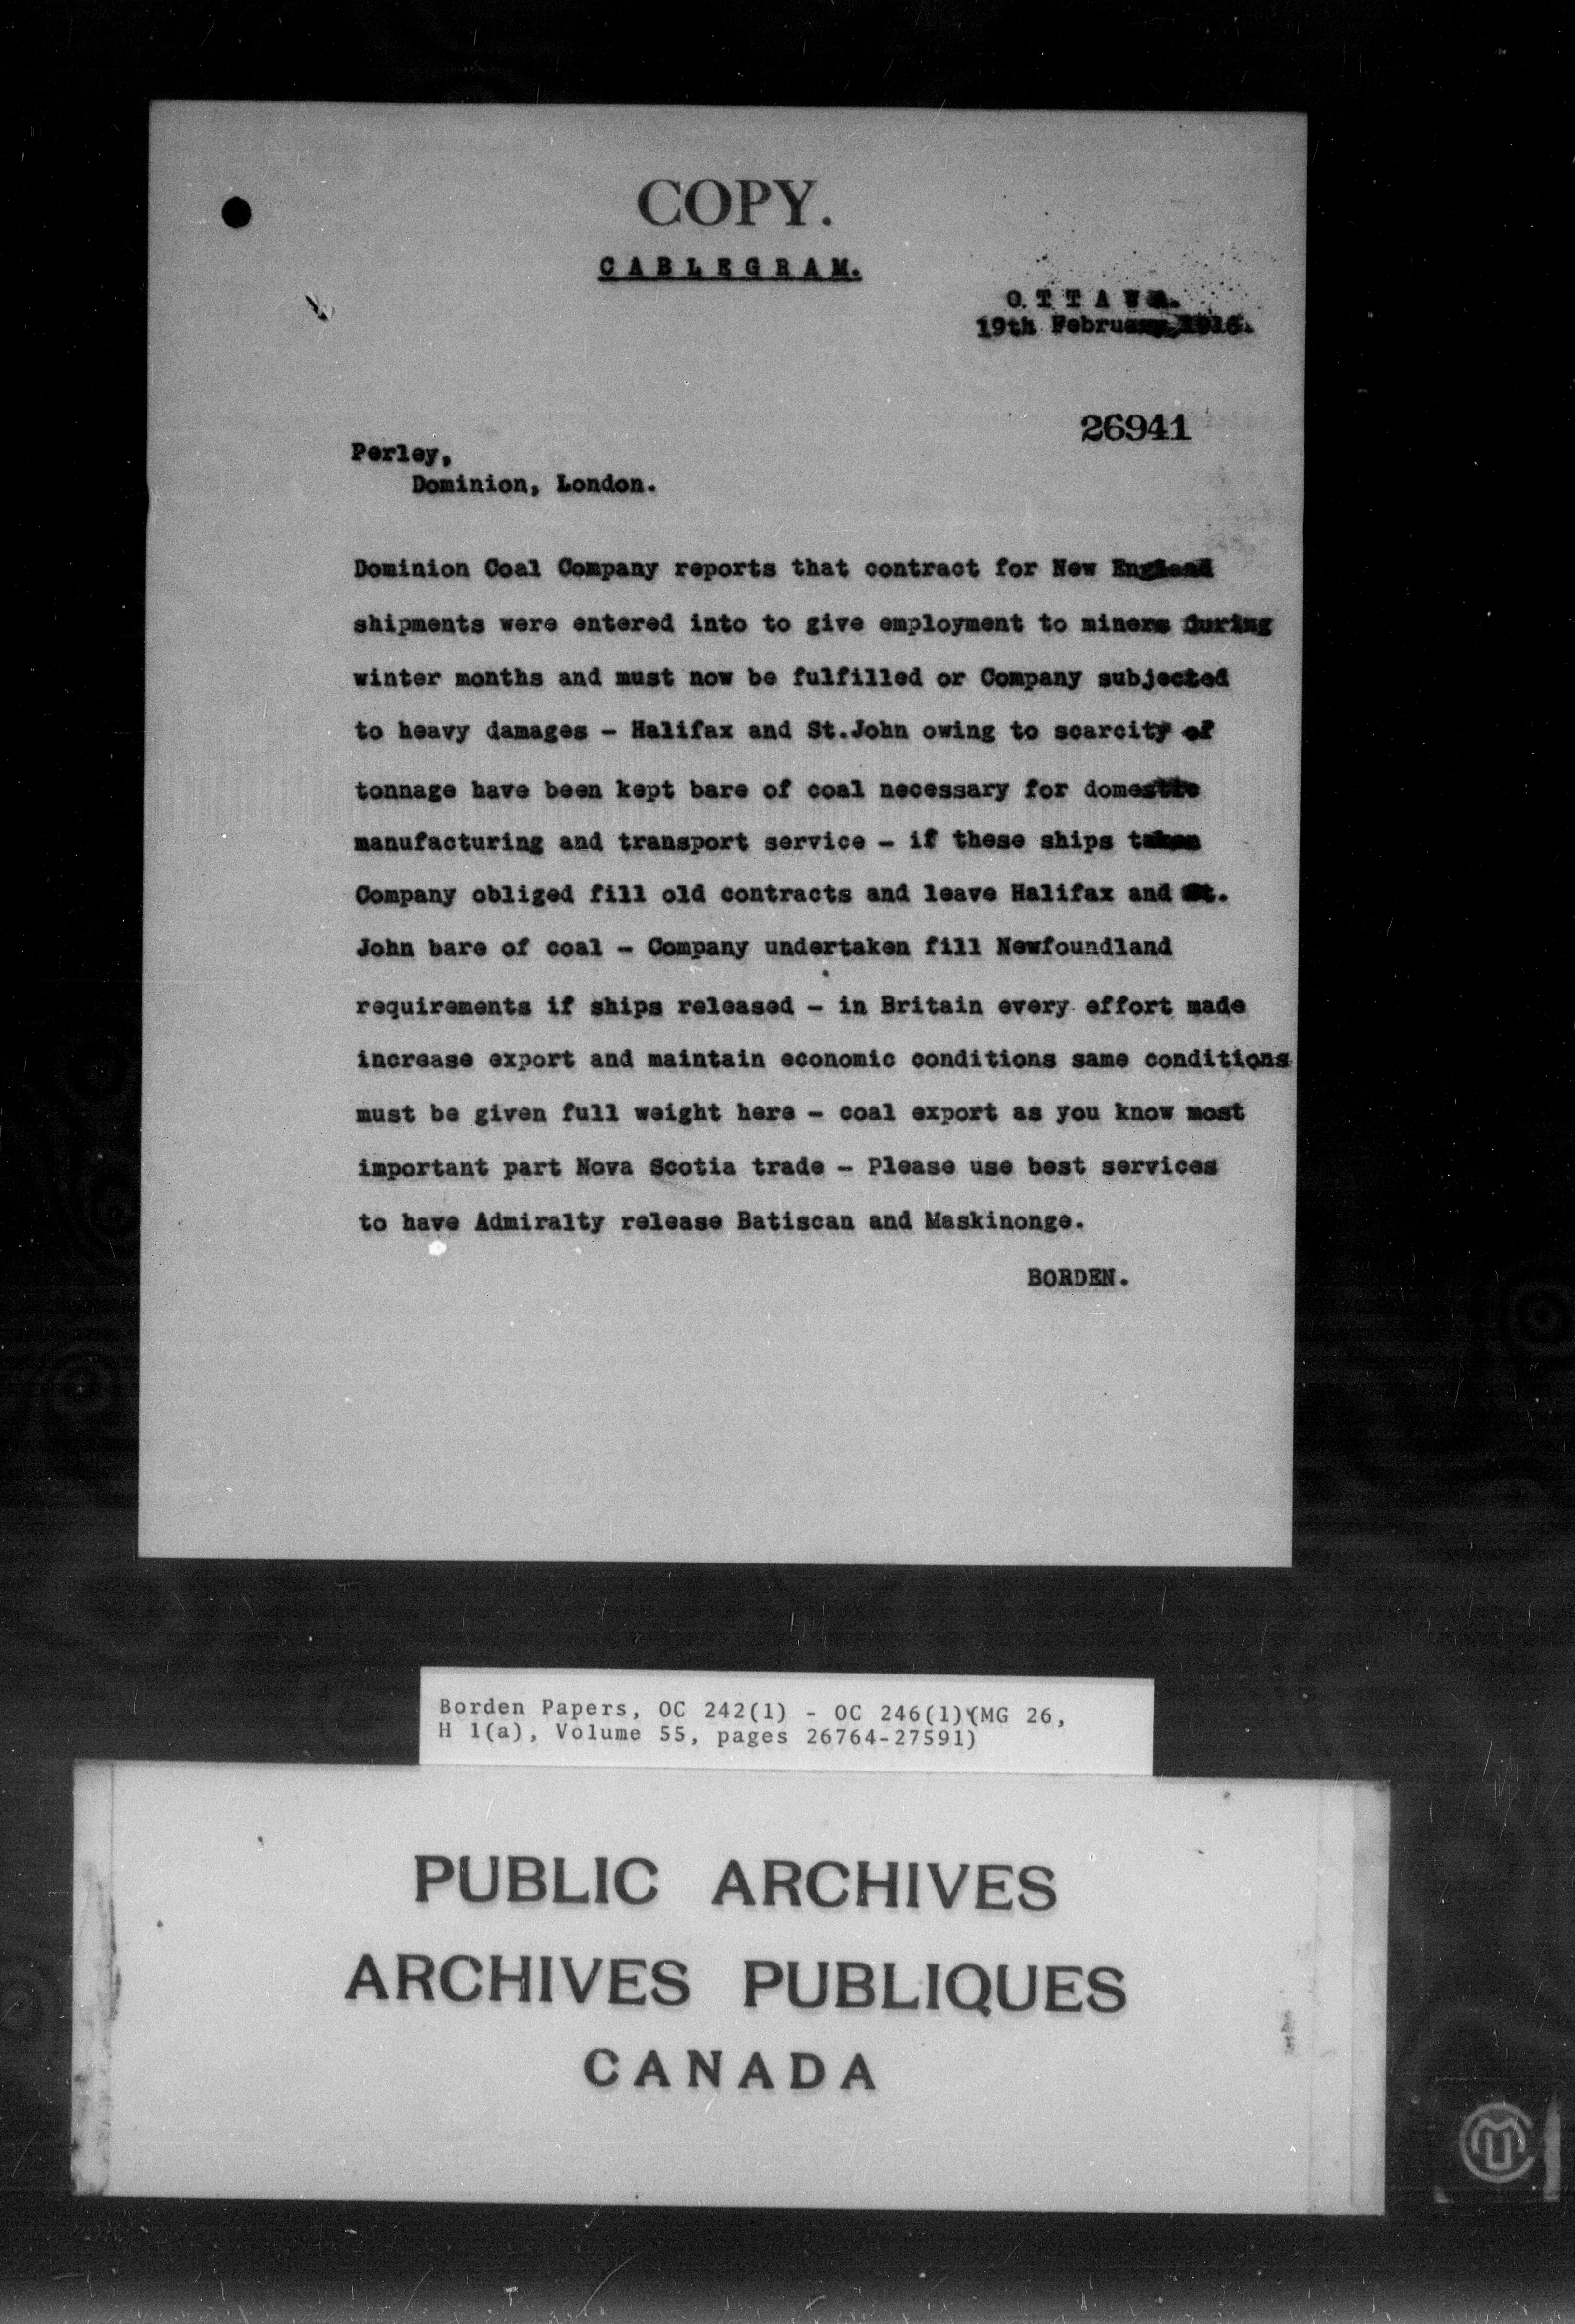 COPY.
CABLEGRAM.
OTTAWA.
19th February, 1916.
26941
Perley,
Dominion, London.
Dominion Coal Company reports that contract for New England
shipments were entered into to give employment to miners during
winter months and must now be fulfilled or Company subjected
to heavy damages - Halifax and St.John owing to scarcity of
tonnage have been kept bare of coal necessary for domestic
manufacturing and transport service - if these ships taken
Company obliged fill old contracts and leave Halifax and St.
John bare of coal - Company undertaken fill Newfoundland
requirements if ships released - in Britain every effort made
increase export and maintain economic conditions same conditions
must be given full weight here - coal export as you know most
important part Nova Scotia trade - Please use best services
to have Admiralty release Batiscan and Maskinonge.
BORDEN.
Borden Papers, OC 242(1) - OC 246(1)(MG 26,
H 1(a), Volume 55, pages 26764-27591)
PUBLIC ARCHIVES
ARCHIVES PUBLIQUES
CANADA